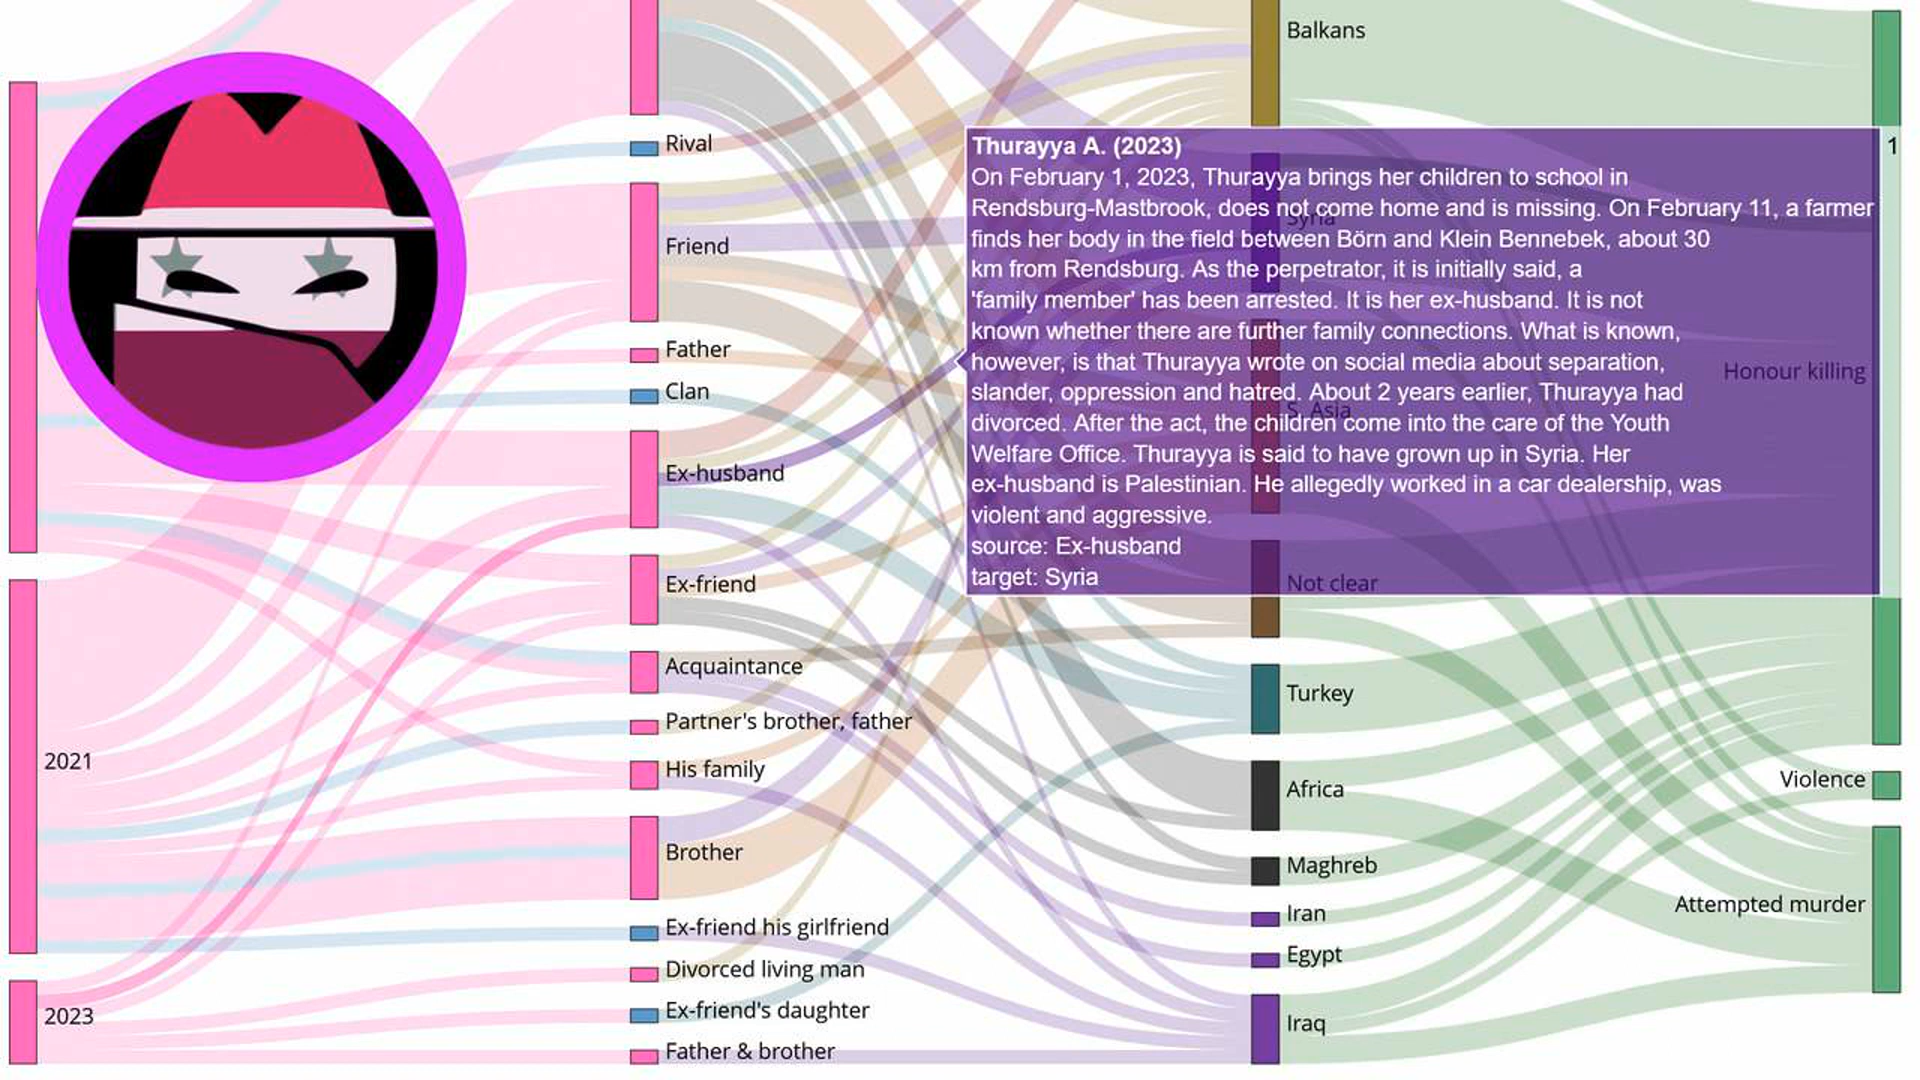 Balkans
Rival
Friend
Father
Clan
Ex-husband
Ex-friend
Acquaintance
Partner's brother, father
His family
Brother
Ex-friend his girlfriend
Divorced living man
Ex-friend's daughter
Father & brother
2021
2023
Thurayya A. (2023)
On February 1, 2023, Thurayya brings her children to school in
Rendsburg-Mastbrook, does not come home and is missing. On February 11, a farmer
finds her body in the field between Börn and Klein Bennebek, about 30
km from Rendsburg. As the perpetrator, it is initially said, a
'family member' has been arrested. It is her ex-husband. It is not
known whether there are further family connections. What is known,
however, is that Thurayya wrote on social media about separation,
slander, oppression and hatred. About 2 years earlier, Thurayya had
divorced. After the act, the children come into the care of the Youth
Welfare Office. Thurayya is said to have grown up in Syria. Her
ex-husband is Palestinian. He allegedly worked in a car dealership, was
violent and aggressive.
source: Ex-husband
target: Syria
1
Syria
S. Asia
Not clear
Turkey
Africa
Maghreb
Iran
Egypt
Iraq
Honour killing
Violence
Attempted murder